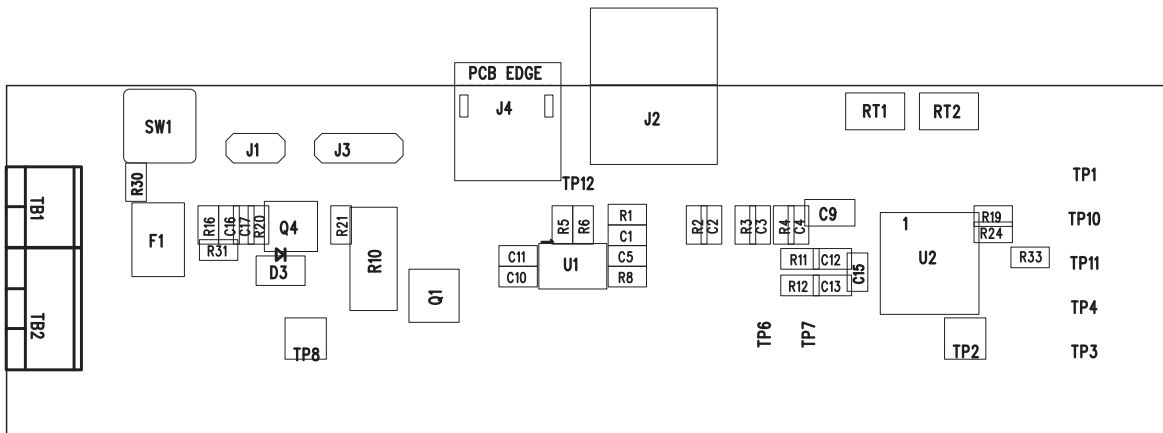 PCB EDGE
J4
J2
RT1
RT2
SW1
J1
J3
R30
TB1
TP12
TP1
F1
R16
C16
C17
R20
Q4
R21
R10
R31
D3
R5
R6
R1
C1
R2
C2
R3
C3
R4
C4
C9
1
R19
R24
TP10
C11
C10
U1
C5
R8
R11
C12
R12
C13
C15
U2
R33
TP11
Q1
TB2
TP8
TP6
TP7
TP2
TP4
TP3